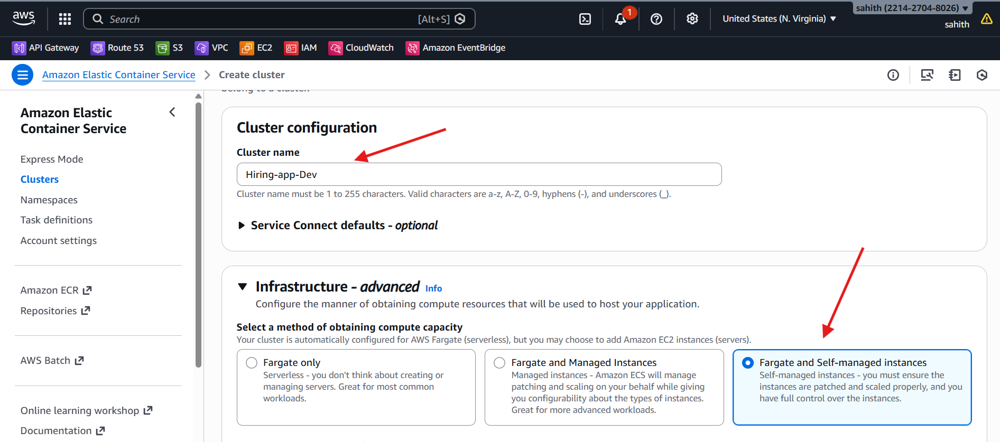 aws
Search
[Alt+S]
1
United States (N. Virginia)
sahith (2214-2704-8026)
sahith
API Gateway
Route 53
S3
VPC
EC2
IAM
CloudWatch
Amazon EventBridge
Amazon Elastic Container Service
Create cluster
Amazon Elastic
Container Service
Express Mode
Clusters
Namespaces
Task definitions
Account settings
Amazon ECR
Repositories
AWS Batch
Online learning workshop
Documentation
belong to a cluster.
Cluster configuration
Cluster name
Hiring-app-Dev
Cluster name must be 1 to 255 characters. Valid characters are a-z, A-Z, 0-9, hyphens (-), and underscores (_).
Service Connect defaults - optional
Infrastructure - advanced Info
Configure the manner of obtaining compute resources that will be used to host your application.
Select a method of obtaining compute capacity
Your cluster is automatically configured for AWS Fargate (serverless), but you may choose to add Amazon EC2 instances (servers).
Fargate only
Serverless - you don't think about creating or
managing servers. Great for most common
workloads.
Fargate and Managed Instances
Managed instances - Amazon ECS will manage
patching and scaling on your behalf while giving
you configurability about the types of instances.
Great for more advanced workloads.
Fargate and Self-managed instances
Self-managed instances - you must ensure the
instances are patched and scaled properly, and you
have full control over the instances.